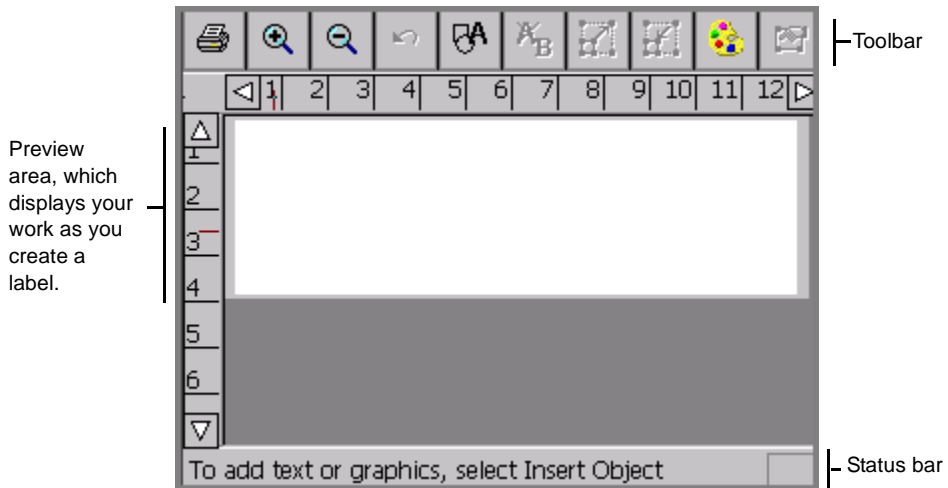 Toolbar
1 2 3 4 5 6 7 8 9 10 11 12
Preview
area, which
displays your
work as you
create a
label.
1
2
3
4
5
6
To add text or graphics, select Insert Object
Status bar